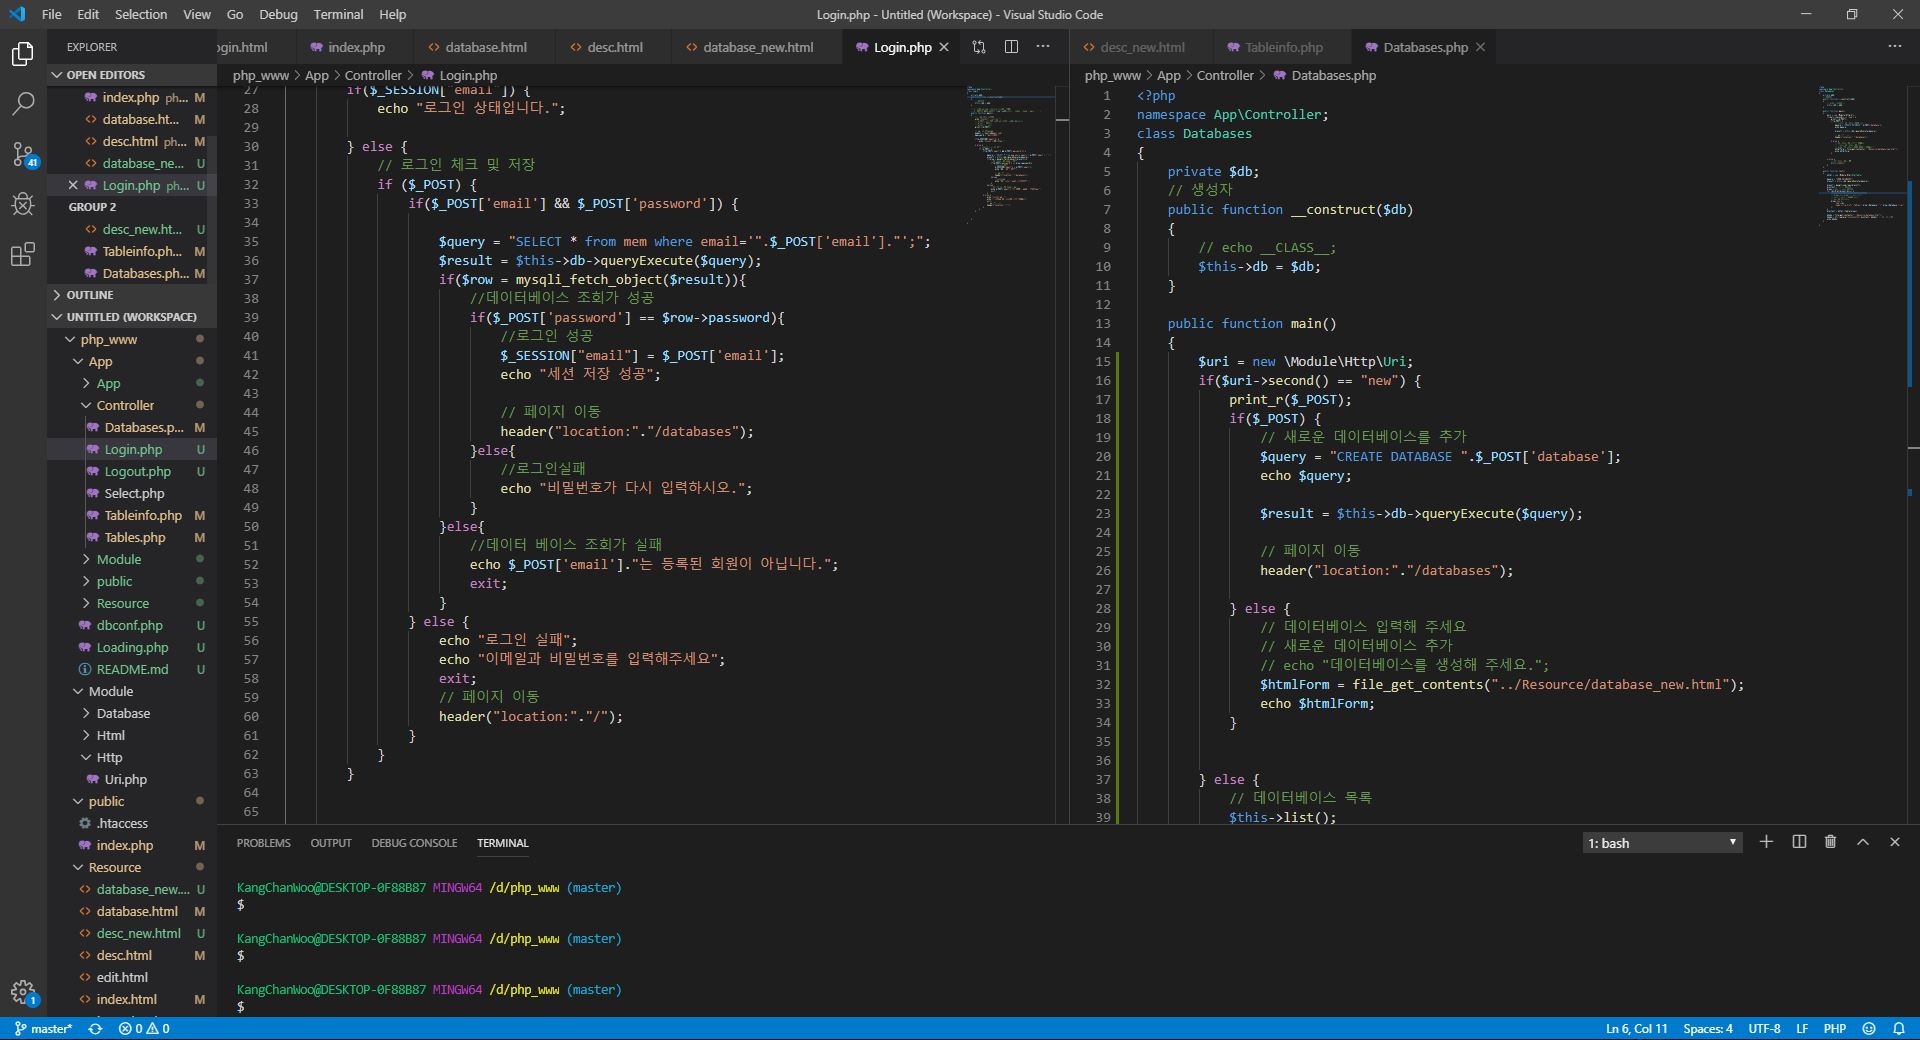 File Edit Selection View Go Debug Terminal Help
Login.php - Untitled (Workspace) - Visual Studio Code
EXPLORER
OPEN EDITORS
index.php ph... M
database.ht... M
desc.html ph... M
database_ne... U
Login.php ph... U
GROUP 2
desc_new.ht... U
Tableinfo.ph... M
Databases.ph... M
OUTLINE
UNTITLED (WORKSPACE)
php_www
App
App
Controller
Databases.p... M
Login.php U
Logout.php U
Select.php
Tableinfo.php M
Tables.php M
Module
public
Resource
dbconf.php U
Loading.php U
README.md U
Module
Database
Html
Http
Uri.php
public
.htaccess
index.php M
Resource
database_new.... U
database.html M
desc_new.html U
desc.html M
edit.html
index.html M
41
1
ogin.html index.php database.html desc.html database_new.html Login.php
php_www > App > Controller > Login.php
27 if($_SESSION["email"]) {
28 echo "로그인 상태입니다.";
29
30 } else {
31 // 로그인 체크 및 저장
32 if ($_POST) {
33 if($_POST['email'] && $_POST['password']) {
34
35 $query = "SELECT * from mem where email='".$_POST['email']."';";
36 $result = $this->db->queryExecute($query);
37 if($row = mysqli_fetch_object($result)){
38 //데이터베이스 조회가 성공
39 if($_POST['password'] == $row->password){
40 //로그인 성공
41 $_SESSION["email"] = $_POST['email'];
42 echo "세션 저장 성공";
43
44 // 페이지 이동
45 header("location:"."/databases");
46 }else{
47 //로그인실패
48 echo "비밀번호가 다시 입력하시오.";
49 }
50 }else{
51 //데이터 베이스 조회가 실패
52 echo $_POST['email']."는 등록된 회원이 아닙니다.";
53 exit;
54 }
55 } else {
56 echo "로그인 실패";
57 echo "이메일과 비밀번호를 입력해주세요";
58 exit;
59 // 페이지 이동
60 header("location:"."/");
61 }
62 }
63 }
64
65
desc_new.html Tableinfo.php Databases.php
php_www > App > Controller > Databases.php
1 <?php
2 namespace App\Controller;
3 class Databases
4 {
5 private $db;
6 // 생성자
7 public function __construct($db)
8 {
9 // echo __CLASS__;
10 $this->db = $db;
11 }
12
13 public function main()
14 {
15 $uri = new \Module\Http\Uri;
16 if($uri->second() == "new") {
17 print_r($_POST);
18 if($_POST) {
19 // 새로운 데이터베이스를 추가
20 $query = "CREATE DATABASE ".$_POST['database'];
21 echo $query;
22
23 $result = $this->db->queryExecute($query);
24
25 // 페이지 이동
26 header("location:"."/databases");
27
28 } else {
29 // 데이터베이스 입력해 주세요
30 // 새로운 데이터베이스 추가
31 // echo "데이터베이스를 생성해 주세요.";
32 $htmlForm = file_get_contents("../Resource/database_new.html");
33 echo $htmlForm;
34 }
35
36
37 } else {
38 // 데이터베이스 목록
39 $this->list();
PROBLEMS OUTPUT DEBUG CONSOLE TERMINAL
1: bash
KangChanWoo@DESKTOP-0F88B87 MINGW64 /d/php_www (master)
$
KangChanWoo@DESKTOP-0F88B87 MINGW64 /d/php_www (master)
$
KangChanWoo@DESKTOP-0F88B87 MINGW64 /d/php_www (master)
$
master* 0 0
Ln 6, Col 11 Spaces: 4 UTF-8 LF PHP